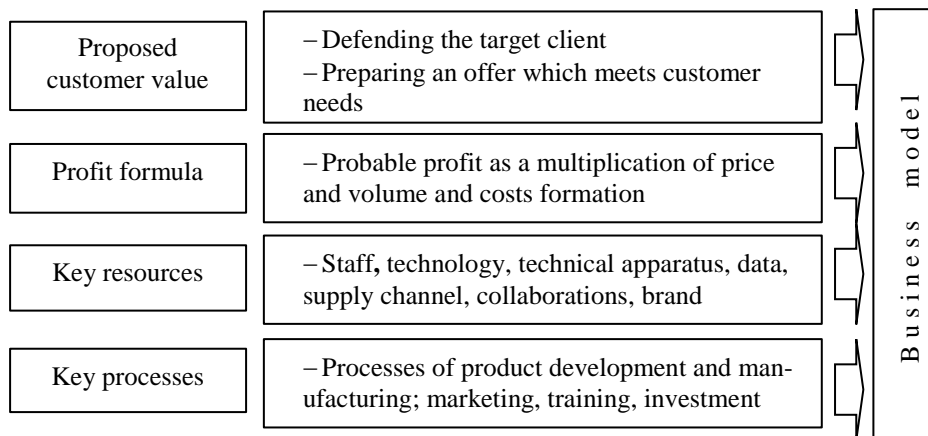 Proposed
customer value
– Defending the target client
– Preparing an offer which meets customer
needs
Profit formula
– Probable profit as a multiplication of price
and volume and costs formation
Key resources
– Staff, technology, technical apparatus, data,
supply channel, collaborations, brand
Key processes
– Processes of product development and man-
ufacturing; marketing, training, investment
Business model